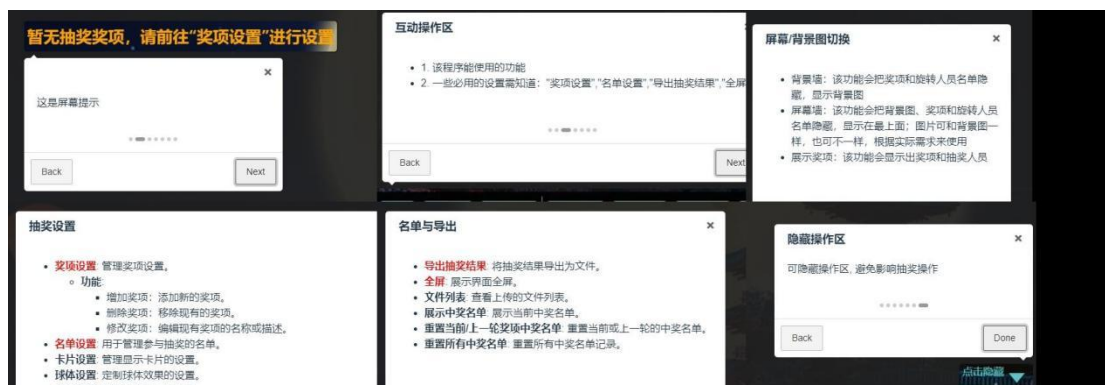 暂无抽奖奖项，请前往“奖项设置”进行设置
×
这是屏幕提示
Back
Next
互动操作区
1. 该程序能使用的功能
2. 一些必用的设置需知道："奖项设置","名单设置","导出抽奖结果","全屏
Back
Next
屏幕/背景图切换
×
背景墙：该功能会把奖项和旋转人员名单隐
藏，显示背景图
屏幕墙：该功能会把背景图、奖项和旋转人员
名单隐藏，显示在最上面；图片可和背景图一
样，也可不一样，根据实际需求来使用
展示奖项：该功能会显示出奖项和抽奖人员
抽奖设置
奖项设置: 管理奖项设置。
功能:
增加奖项：添加新的奖项。
删除奖项：移除现有的奖项。
修改奖项：编辑现有奖项的名称或描述。
名单设置: 用于管理参与抽奖的名单。
卡片设置: 管理显示卡片的设置。
球体设置: 定制球体效果的设置。
名单与导出
×
导出抽奖结果: 将抽奖结果导出为文件。
全屏: 展示界面全屏。
文件列表: 查看上传的文件列表。
展示中奖名单: 展示当前中奖名单。
重置当前/上一轮奖项中奖名单: 重置当前或上一轮的中奖名单。
重置所有中奖名单: 重置所有中奖名单记录。
隐藏操作区
×
可隐藏操作区, 避免影响抽奖操作
Back
Done
点击隐藏